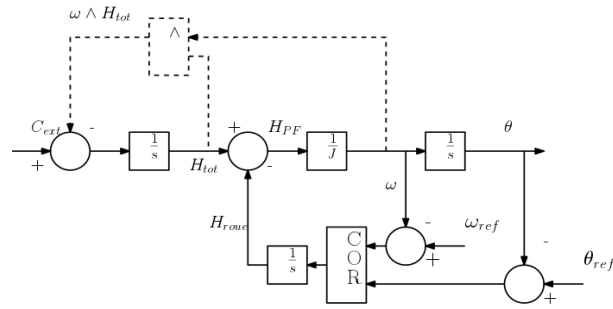 ω ∧ H_tot
∧
C_ext
-
+
1/s
H_tot
+
-
H_PF
1/J
1/s
θ
ω
H_roue
1/s
C
O
R
-
+
ω_ref
-
+
θ_ref